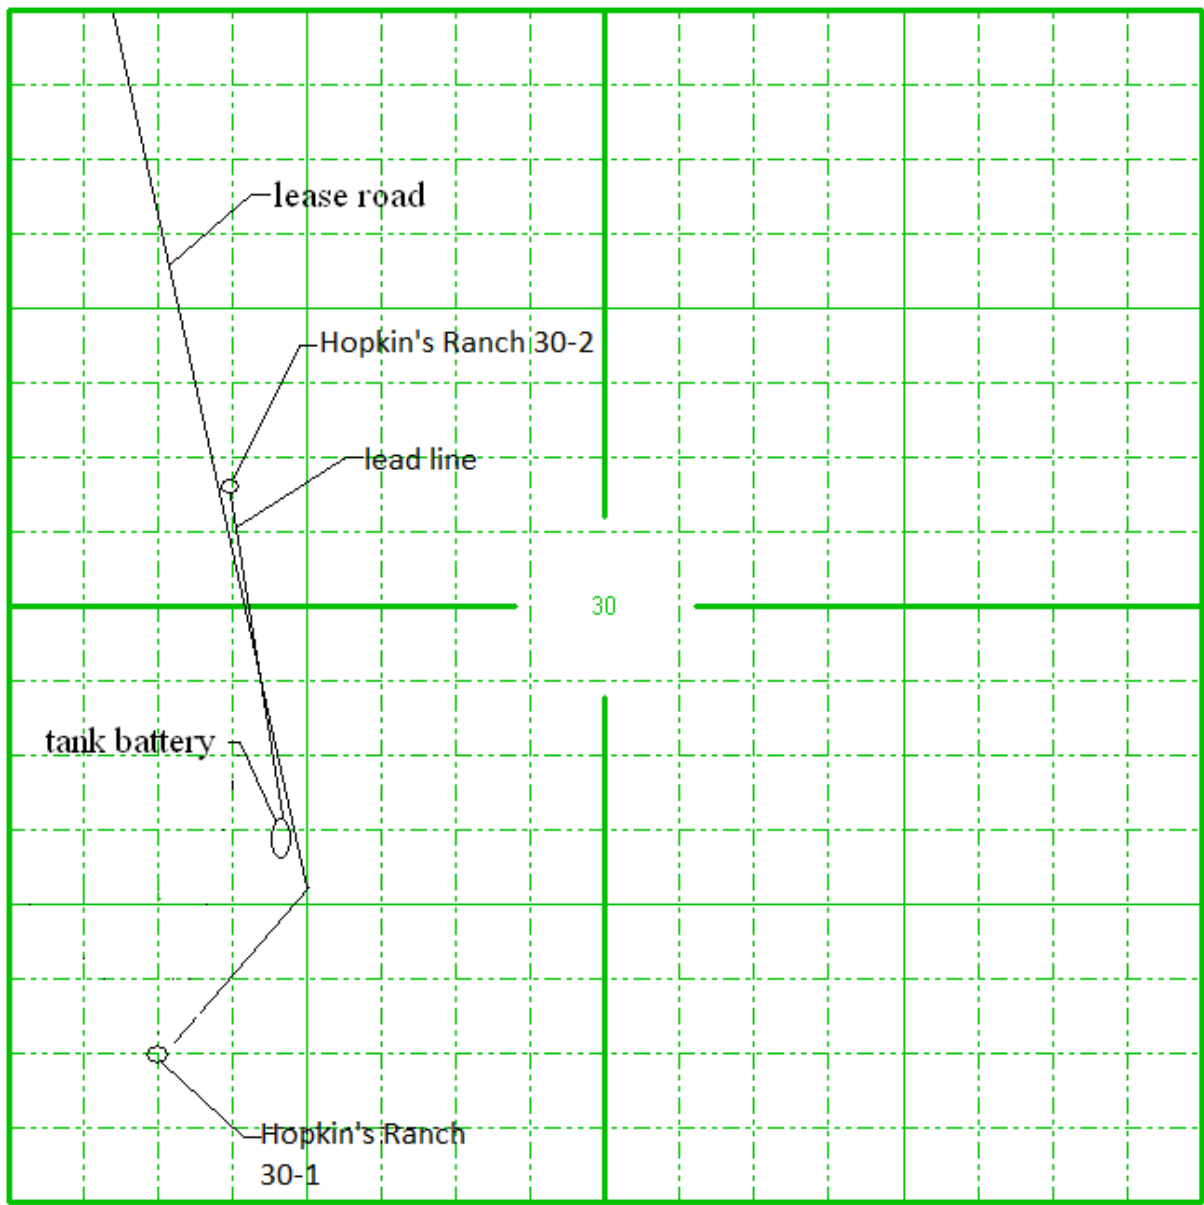 lease road
Hopkin's Ranch 30-2
lead line
30
tank battery
Hopkin's Ranch
30-1